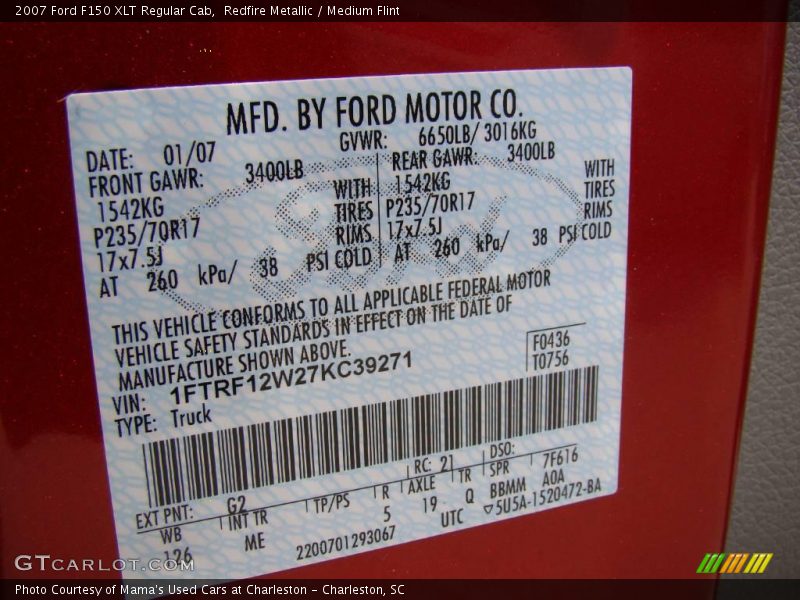 2007 Ford F150 XLT Regular Cab,  Redfire Metallic / Medium Flint
MFD. BY FORD MOTOR CO.
DATE: 01/07 GVWR: 6650LB/ 3016KG
FRONT GAWR: 3400LB REAR GAWR: 3400LB
1542KG WITH 1542KG WITH
P235/70R17 TIRES P235/70R17 TIRES
17x7.5J RIMS 17x7.5J RIMS
AT 260 kPa/ 38 PSI COLD AT 260 kPa/ 38 PSI COLD
THIS VEHICLE CONFORMS TO ALL APPLICABLE FEDERAL MOTOR
VEHICLE SAFETY STANDARDS IN EFFECT ON THE DATE OF
MANUFACTURE SHOWN ABOVE.
VIN: 1FTRF12W27KC39271
F0436
T0756
TYPE: Truck
EXT PNT: G2 RC: 21 DSO: 7F616
WB INT TR TP/PS R AXLE TR SPR A0A
126 ME 5 19 Q BBMM
2200701293067 UTC ▽5U5A-1520472-BA
GTCARLOT.COM
Photo Courtesy of Mama's Used Cars at Charleston - Charleston, SC